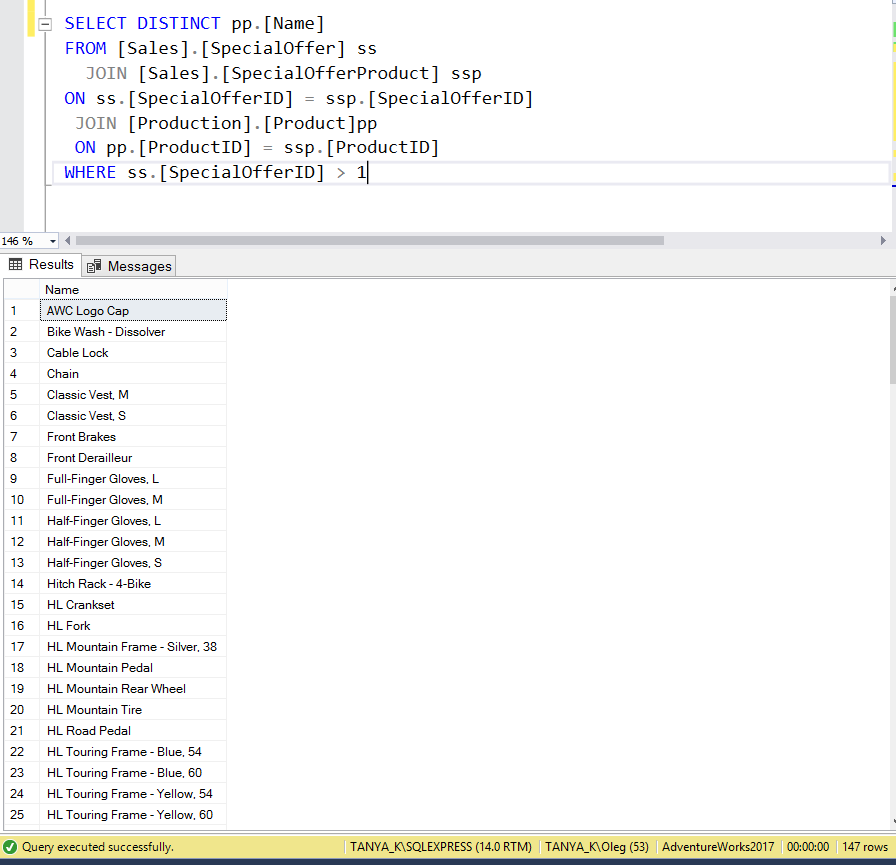 SELECT DISTINCT pp.[Name]
FROM [Sales].[SpecialOffer] ss
JOIN [Sales].[SpecialOfferProduct] ssp
ON ss.[SpecialOfferID] = ssp.[SpecialOfferID]
JOIN [Production].[Product]pp
ON pp.[ProductID] = ssp.[ProductID]
WHERE ss.[SpecialOfferID] > 1
146 %
Results Messages
Name
1 AWC Logo Cap
2 Bike Wash - Dissolver
3 Cable Lock
4 Chain
5 Classic Vest, M
6 Classic Vest, S
7 Front Brakes
8 Front Derailleur
9 Full-Finger Gloves, L
10 Full-Finger Gloves, M
11 Half-Finger Gloves, L
12 Half-Finger Gloves, M
13 Half-Finger Gloves, S
14 Hitch Rack - 4-Bike
15 HL Crankset
16 HL Fork
17 HL Mountain Frame - Silver, 38
18 HL Mountain Pedal
19 HL Mountain Rear Wheel
20 HL Mountain Tire
21 HL Road Pedal
22 HL Touring Frame - Blue, 54
23 HL Touring Frame - Blue, 60
24 HL Touring Frame - Yellow, 54
25 HL Touring Frame - Yellow, 60
Query executed successfully. TANYA_K\SQLEXPRESS (14.0 RTM) TANYA_K\Oleg (53) AdventureWorks2017 00:00:00 147 rows